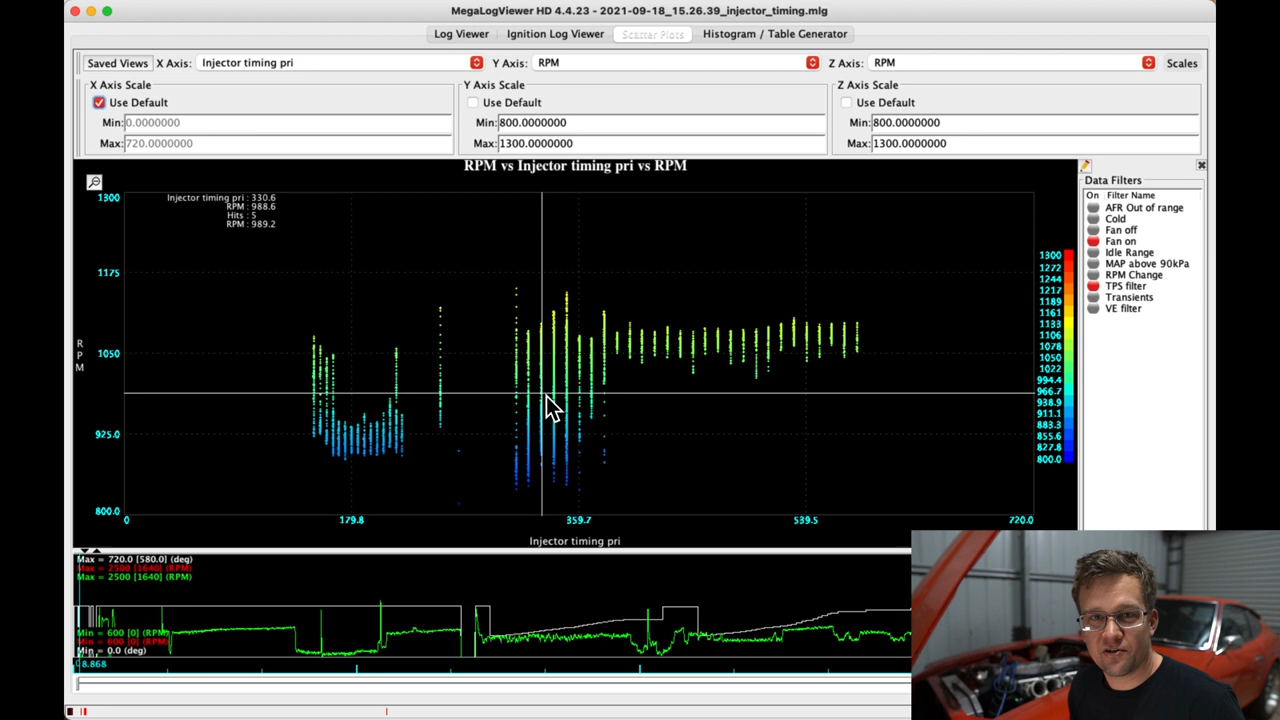 MegaLogViewer HD 4.4.23 - 2021-09-18_15.26.39_injector_timing.mlg
Log Viewer Ignition Log Viewer Scatter Plots Histogram / Table Generator
Saved Views X Axis: Injector timing pri Y Axis: RPM Z Axis: RPM Scales
X Axis Scale Y Axis Scale Z Axis Scale
Use Default Use Default Use Default
Min: 0.0000000 Min: 800.0000000 Min: 800.0000000
Max: 720.0000000 Max: 1300.0000000 Max: 1300.0000000
RPM vs Injector timing pri vs RPM
Injector timing pri : 330.6
RPM : 988.6
Hits : 5
RPM : 989.2
1300
1175
1050
925.0
800.0
RPM
0 179.8 359.7 539.5 720.0
Injector timing pri
1300
1272
1244
1217
1189
1161
1133
1106
1078
1050
1022
994.4
966.7
938.9
911.1
883.3
855.6
827.8
800.0
Data Filters
On Filter Name
AFR Out of range
Cold
Fan off
Fan on
Idle Range
MAP above 90kPa
RPM Change
TPS filter
Transients
VE filter
Max = 720.0 [580.0] (deg)
Max = 2500 [1640] (RPM)
Max = 2500 [1640] (RPM)
Min = 600 [0] (RPM)
Min = 600 [0] (RPM)
Min = 0.0 (deg)
8.868